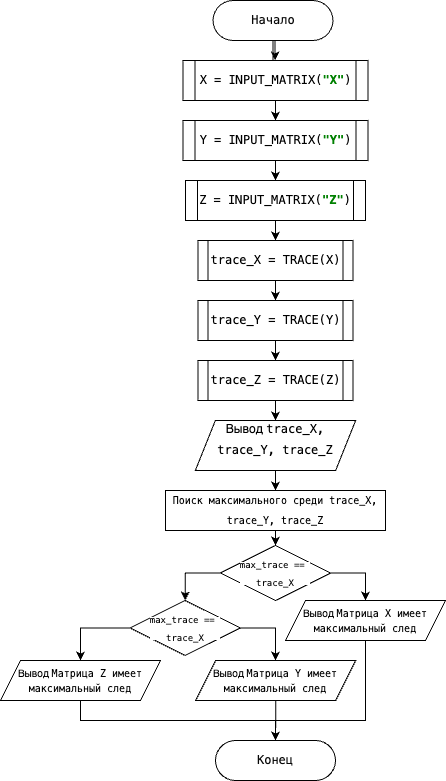 Начало
X = INPUT_MATRIX("X")
Y = INPUT_MATRIX("Y")
Z = INPUT_MATRIX("Z")
trace_X = TRACE(X)
trace_Y = TRACE(Y)
trace_Z = TRACE(Z)
Вывод trace_X,
trace_Y, trace_Z
Поиск максимального среди trace_X,
trace_Y, trace_Z
max_trace ==
trace_X
max_trace ==
trace_X
Вывод Матрица X имеет
максимальный след
Вывод Матрица Z имеет
максимальный след
Вывод Матрица Y имеет
максимальный след
Конец